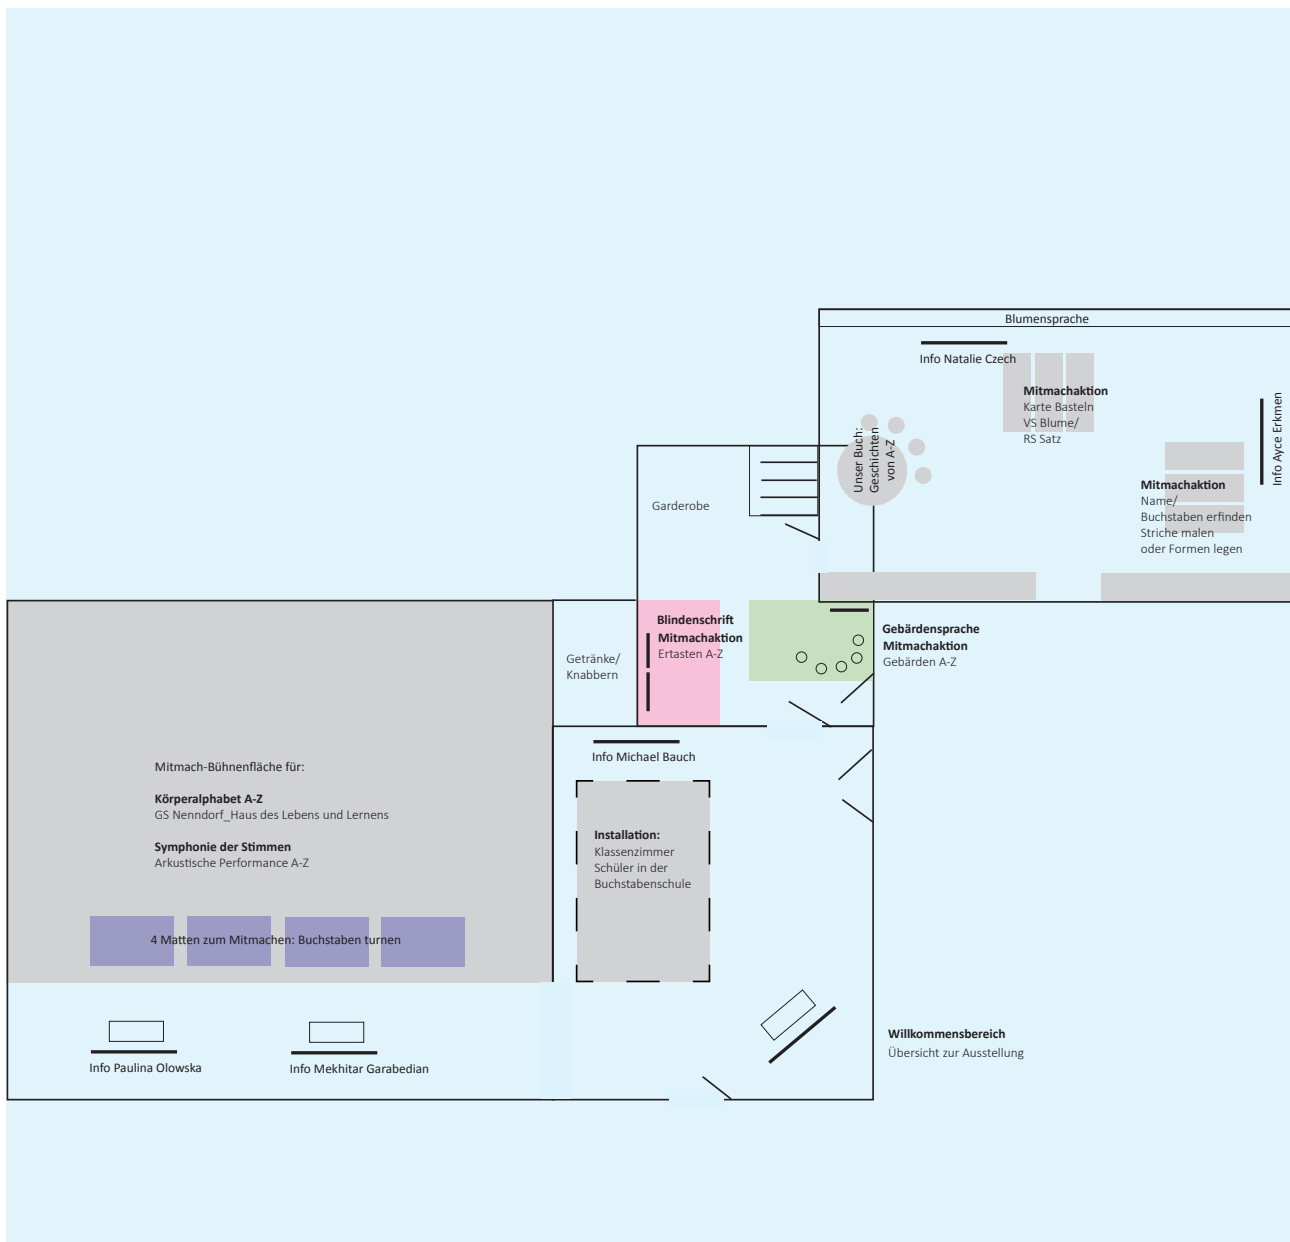 Blumensprache
Info Natalie Czech
Mitmachaktion
Karte Basteln
VS Blume/
RS Satz
Info Ayce Erkmen
Unser Buch:
Geschichten
von A-Z
Mitmachaktion
Name/
Buchstaben erfinden
Striche malen
oder Formen legen
Garderobe
Blindenschrift
Mitmachaktion
Ertasten A-Z
Gebärdensprache
Mitmachaktion
Gebärden A-Z
Getränke/
Knabbern
Info Michael Bauch
Mitmach-Bühnenfläche für:
Körperalphabet A-Z
GS Nenndorf_Haus des Lebens und Lernens
Symphonie der Stimmen
Arkustische Performance A-Z
Installation:
Klassenzimmer
Schüler in der
Buchstabenschule
4 Matten zum Mitmachen: Buchstaben turnen
Willkommensbereich
Übersicht zur Ausstellung
Info Paulina Olowska
Info Mekhitar Garabedian